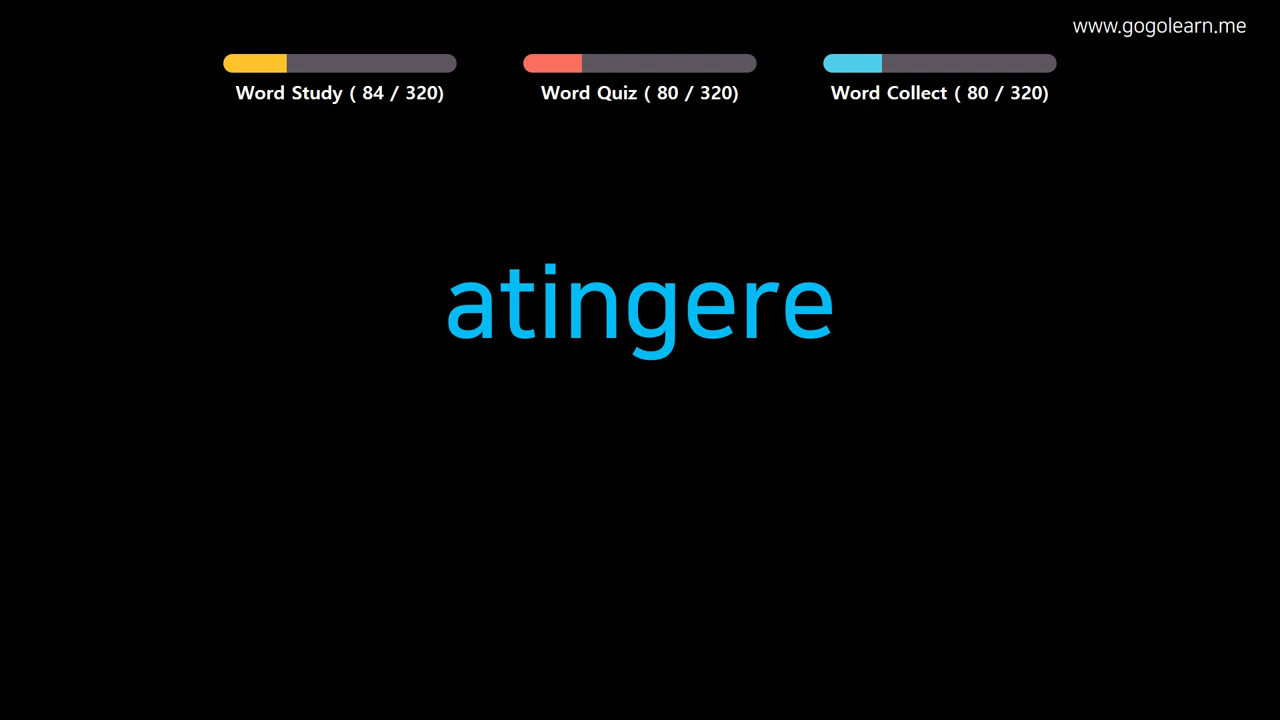 www.gogolearn.me
Word Study ( 84 / 320)
Word Quiz ( 80 / 320)
Word Collect ( 80 / 320)
atingere